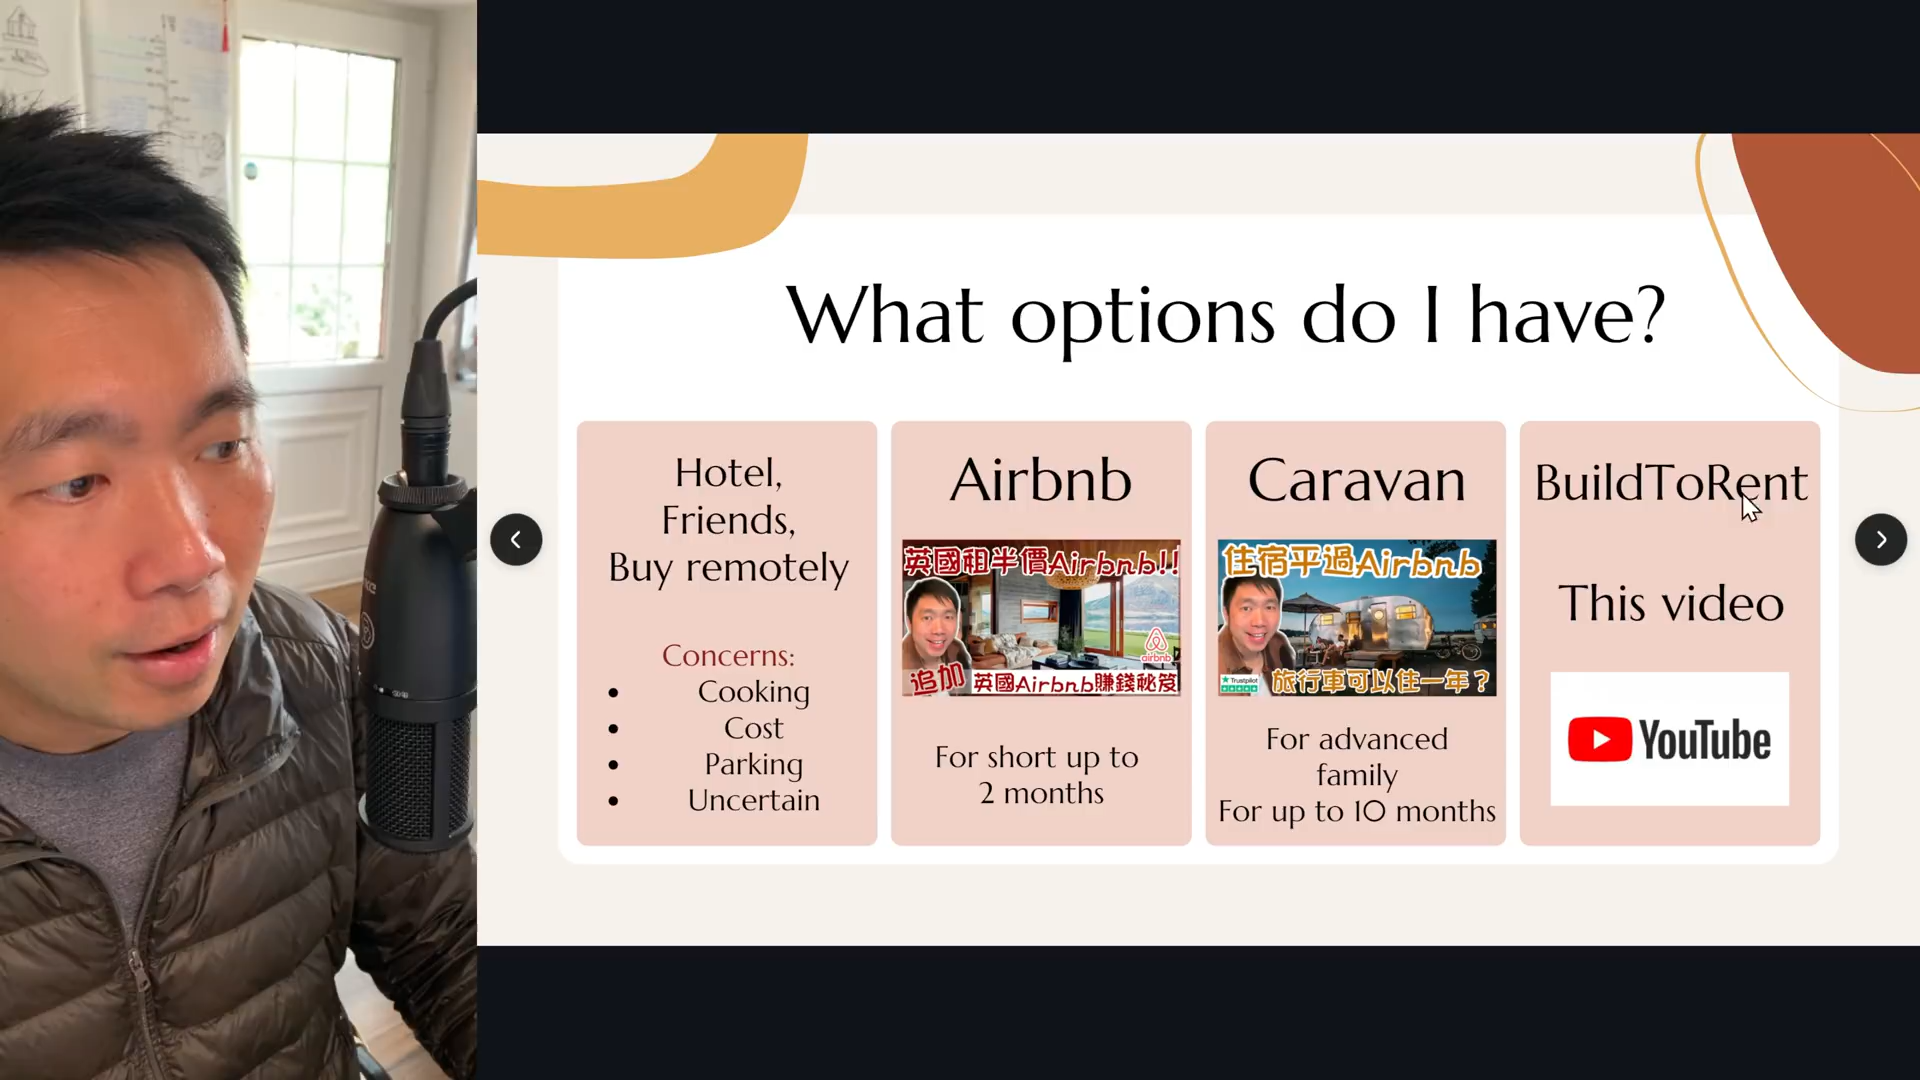 What options do I have?
Hotel,
Friends,
Buy remotely
Concerns:
Cooking
Cost
Parking
Uncertain
Airbnb
英國租半價Airbnb!!
airbnb
追加 英國Airbnb賺錢秘笈
For short up to
2 months
Caravan
住宿平過Airbnb
Trustpilot
旅行車可以住一年？
For advanced
family
For up to 10 months
BuildToRent
This video
YouTube